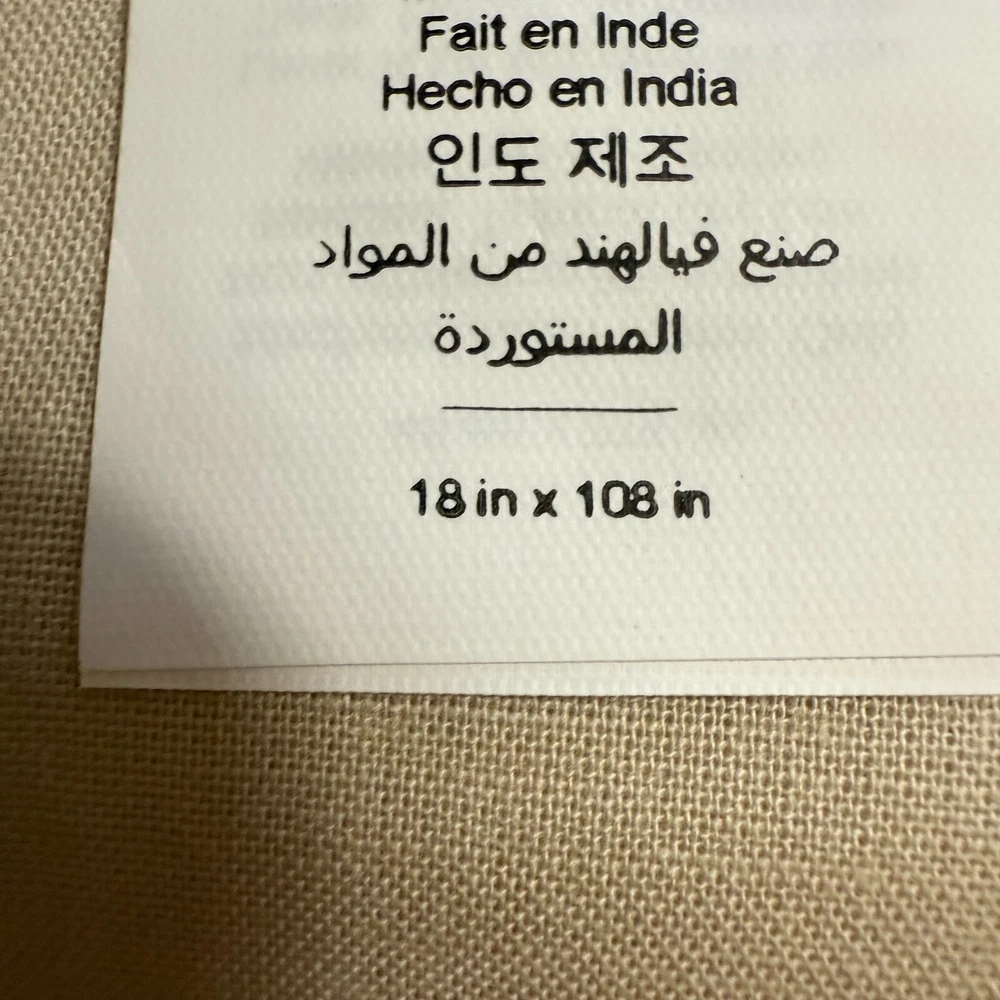 Fait en Inde
Hecho en India
인도 제조
صنع فيالهند من المواد
المستوردة
18 in x 108 in